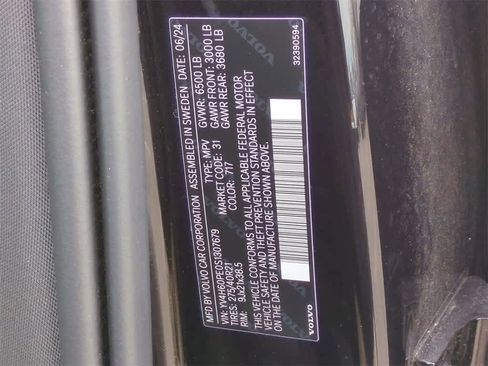 MFD BY VOLVO CAR CORPORATION ASSEMBLED IN SWEDEN DATE: 06/24
GVWR: 6500 LB
GAWR FRONT: 3000 LB
GAWR REAR: 3680 LB
VIN: YV4H60PE0S1307679 TYPE: MPV
TIRES: 275/40R21 MARKET CODE: 31
RIM: 9Jx21x38.5 COLOR: 717
THIS VEHICLE CONFORMS TO ALL APPLICABLE FEDERAL MOTOR
VEHICLE SAFETY AND THEFT PREVENTION STANDARDS IN EFFECT
ON THE DATE OF MANUFACTURE SHOWN ABOVE.
VOLVO
32390594